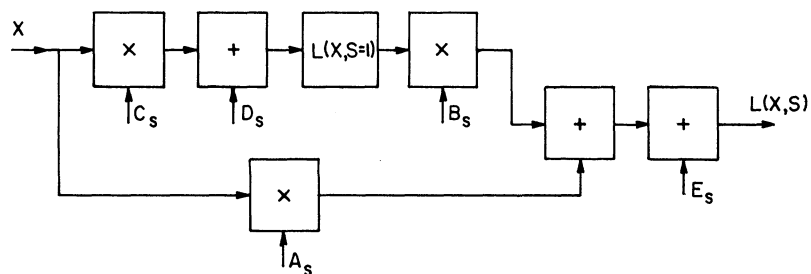 X
×
+
L(X,S=1)
×
C_s
D_s
B_s
+
+
L(X,S)
E_s
×
A_s